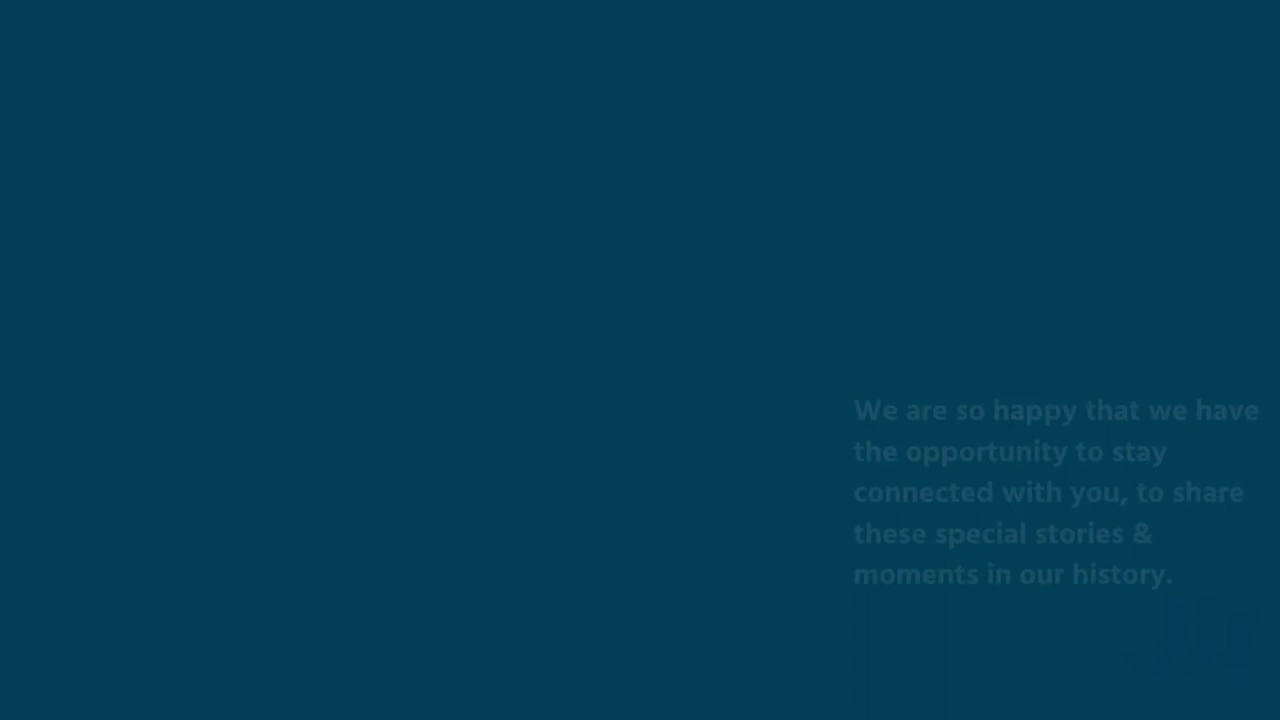 We are so happy that we have
the opportunity to stay
connected with you, to share
these special stories &
moments in our history.